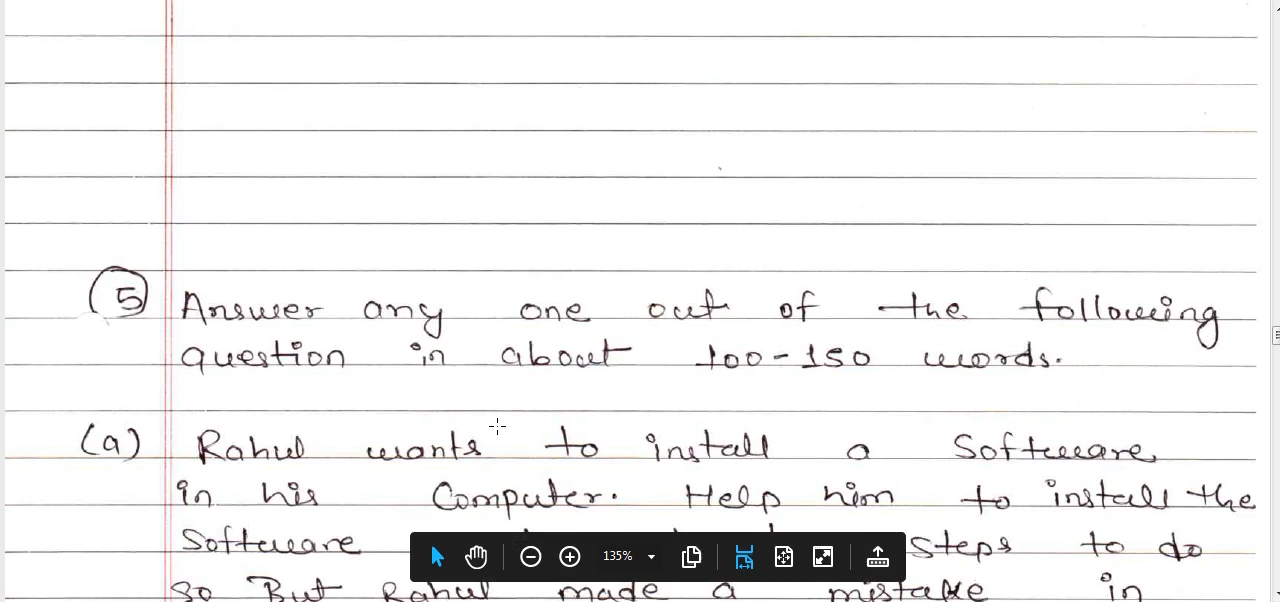 5 Answer any one out of the following
question in about 100-150 words.
(a) Rahul wants to install a Software
in his Computer. Help him to install the
Software steps to do
So But Rahul made a mistake in
135%